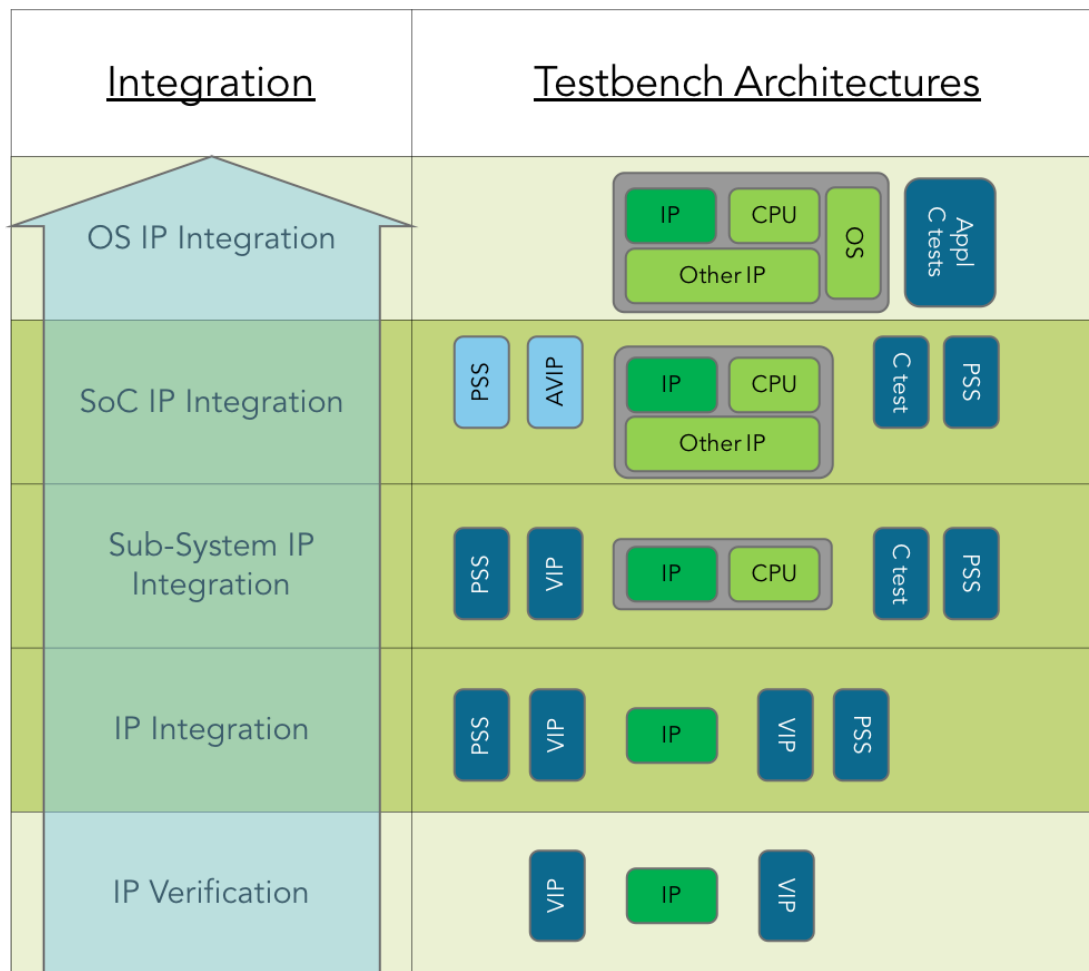 Integration
Testbench Architectures
OS IP Integration
IP
CPU
OS
Other IP
Appl
C tests
SoC IP Integration
PSS
AVIP
IP
CPU
Other IP
C test
PSS
Sub-System IP
Integration
PSS
VIP
IP
CPU
C test
PSS
IP Integration
PSS
VIP
IP
VIP
PSS
IP Verification
VIP
IP
VIP